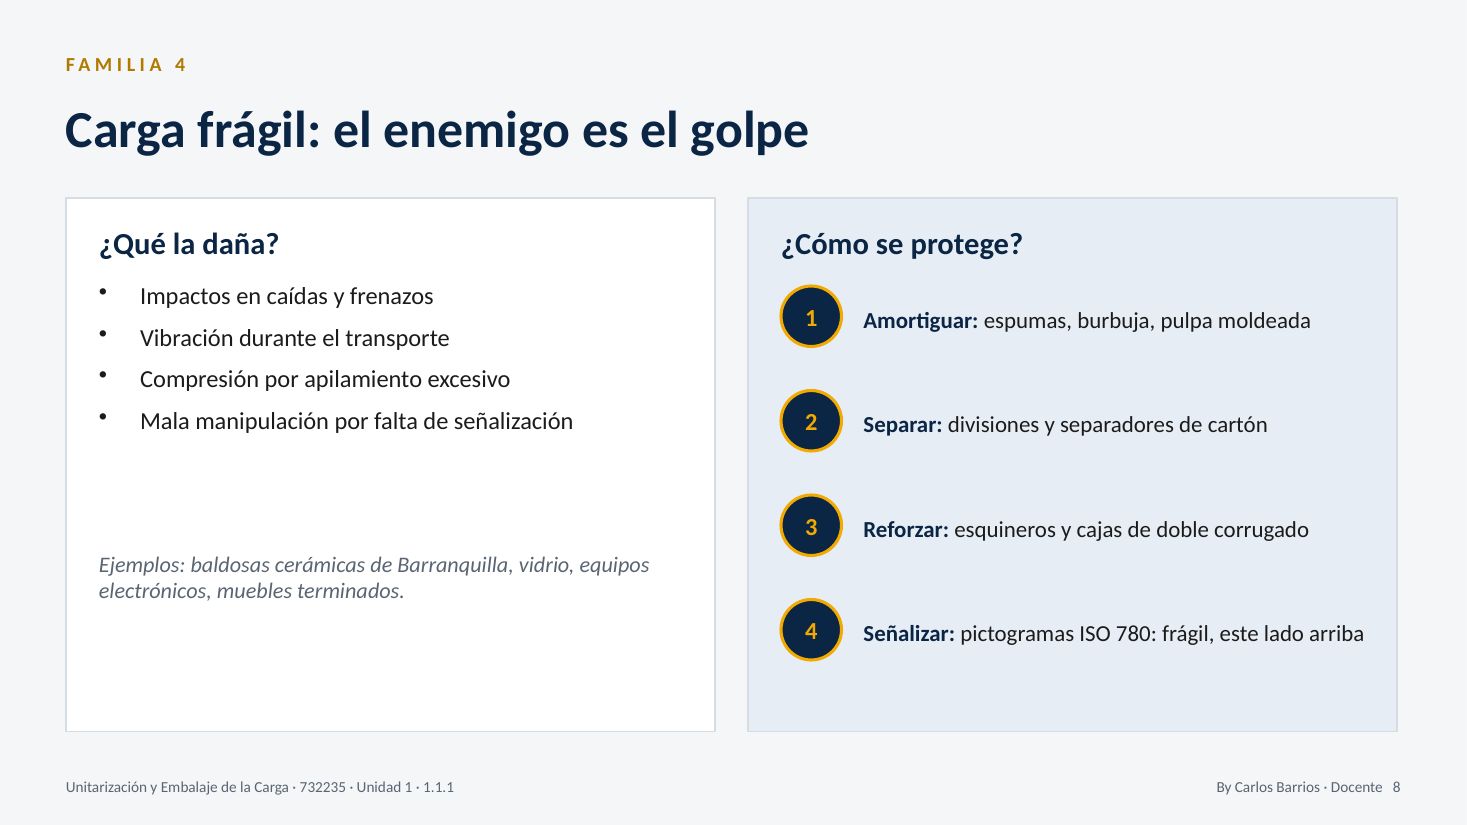 FAMILIA 4
Carga frágil: el enemigo es el golpe
¿Qué la daña?
• Impactos en caídas y frenazos
• Vibración durante el transporte
• Compresión por apilamiento excesivo
• Mala manipulación por falta de señalización
Ejemplos: baldosas cerámicas de Barranquilla, vidrio, equipos
electrónicos, muebles terminados.
¿Cómo se protege?
1 Amortiguar: espumas, burbuja, pulpa moldeada
2 Separar: divisiones y separadores de cartón
3 Reforzar: esquineros y cajas de doble corrugado
4 Señalizar: pictogramas ISO 780: frágil, este lado arriba
Unitarización y Embalaje de la Carga · 732235 · Unidad 1 · 1.1.1
By Carlos Barrios · Docente 8